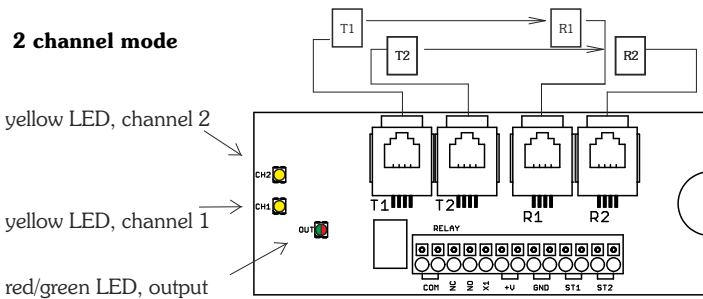 T1 R1
2 channel mode
T2 R2
yellow LED, channel 2
CH2
CH1
T1 T2 R1 R2
yellow LED, channel 1
OUT
RELAY
red/green LED, output
COM NC NO X1 +V GND ST1 ST2